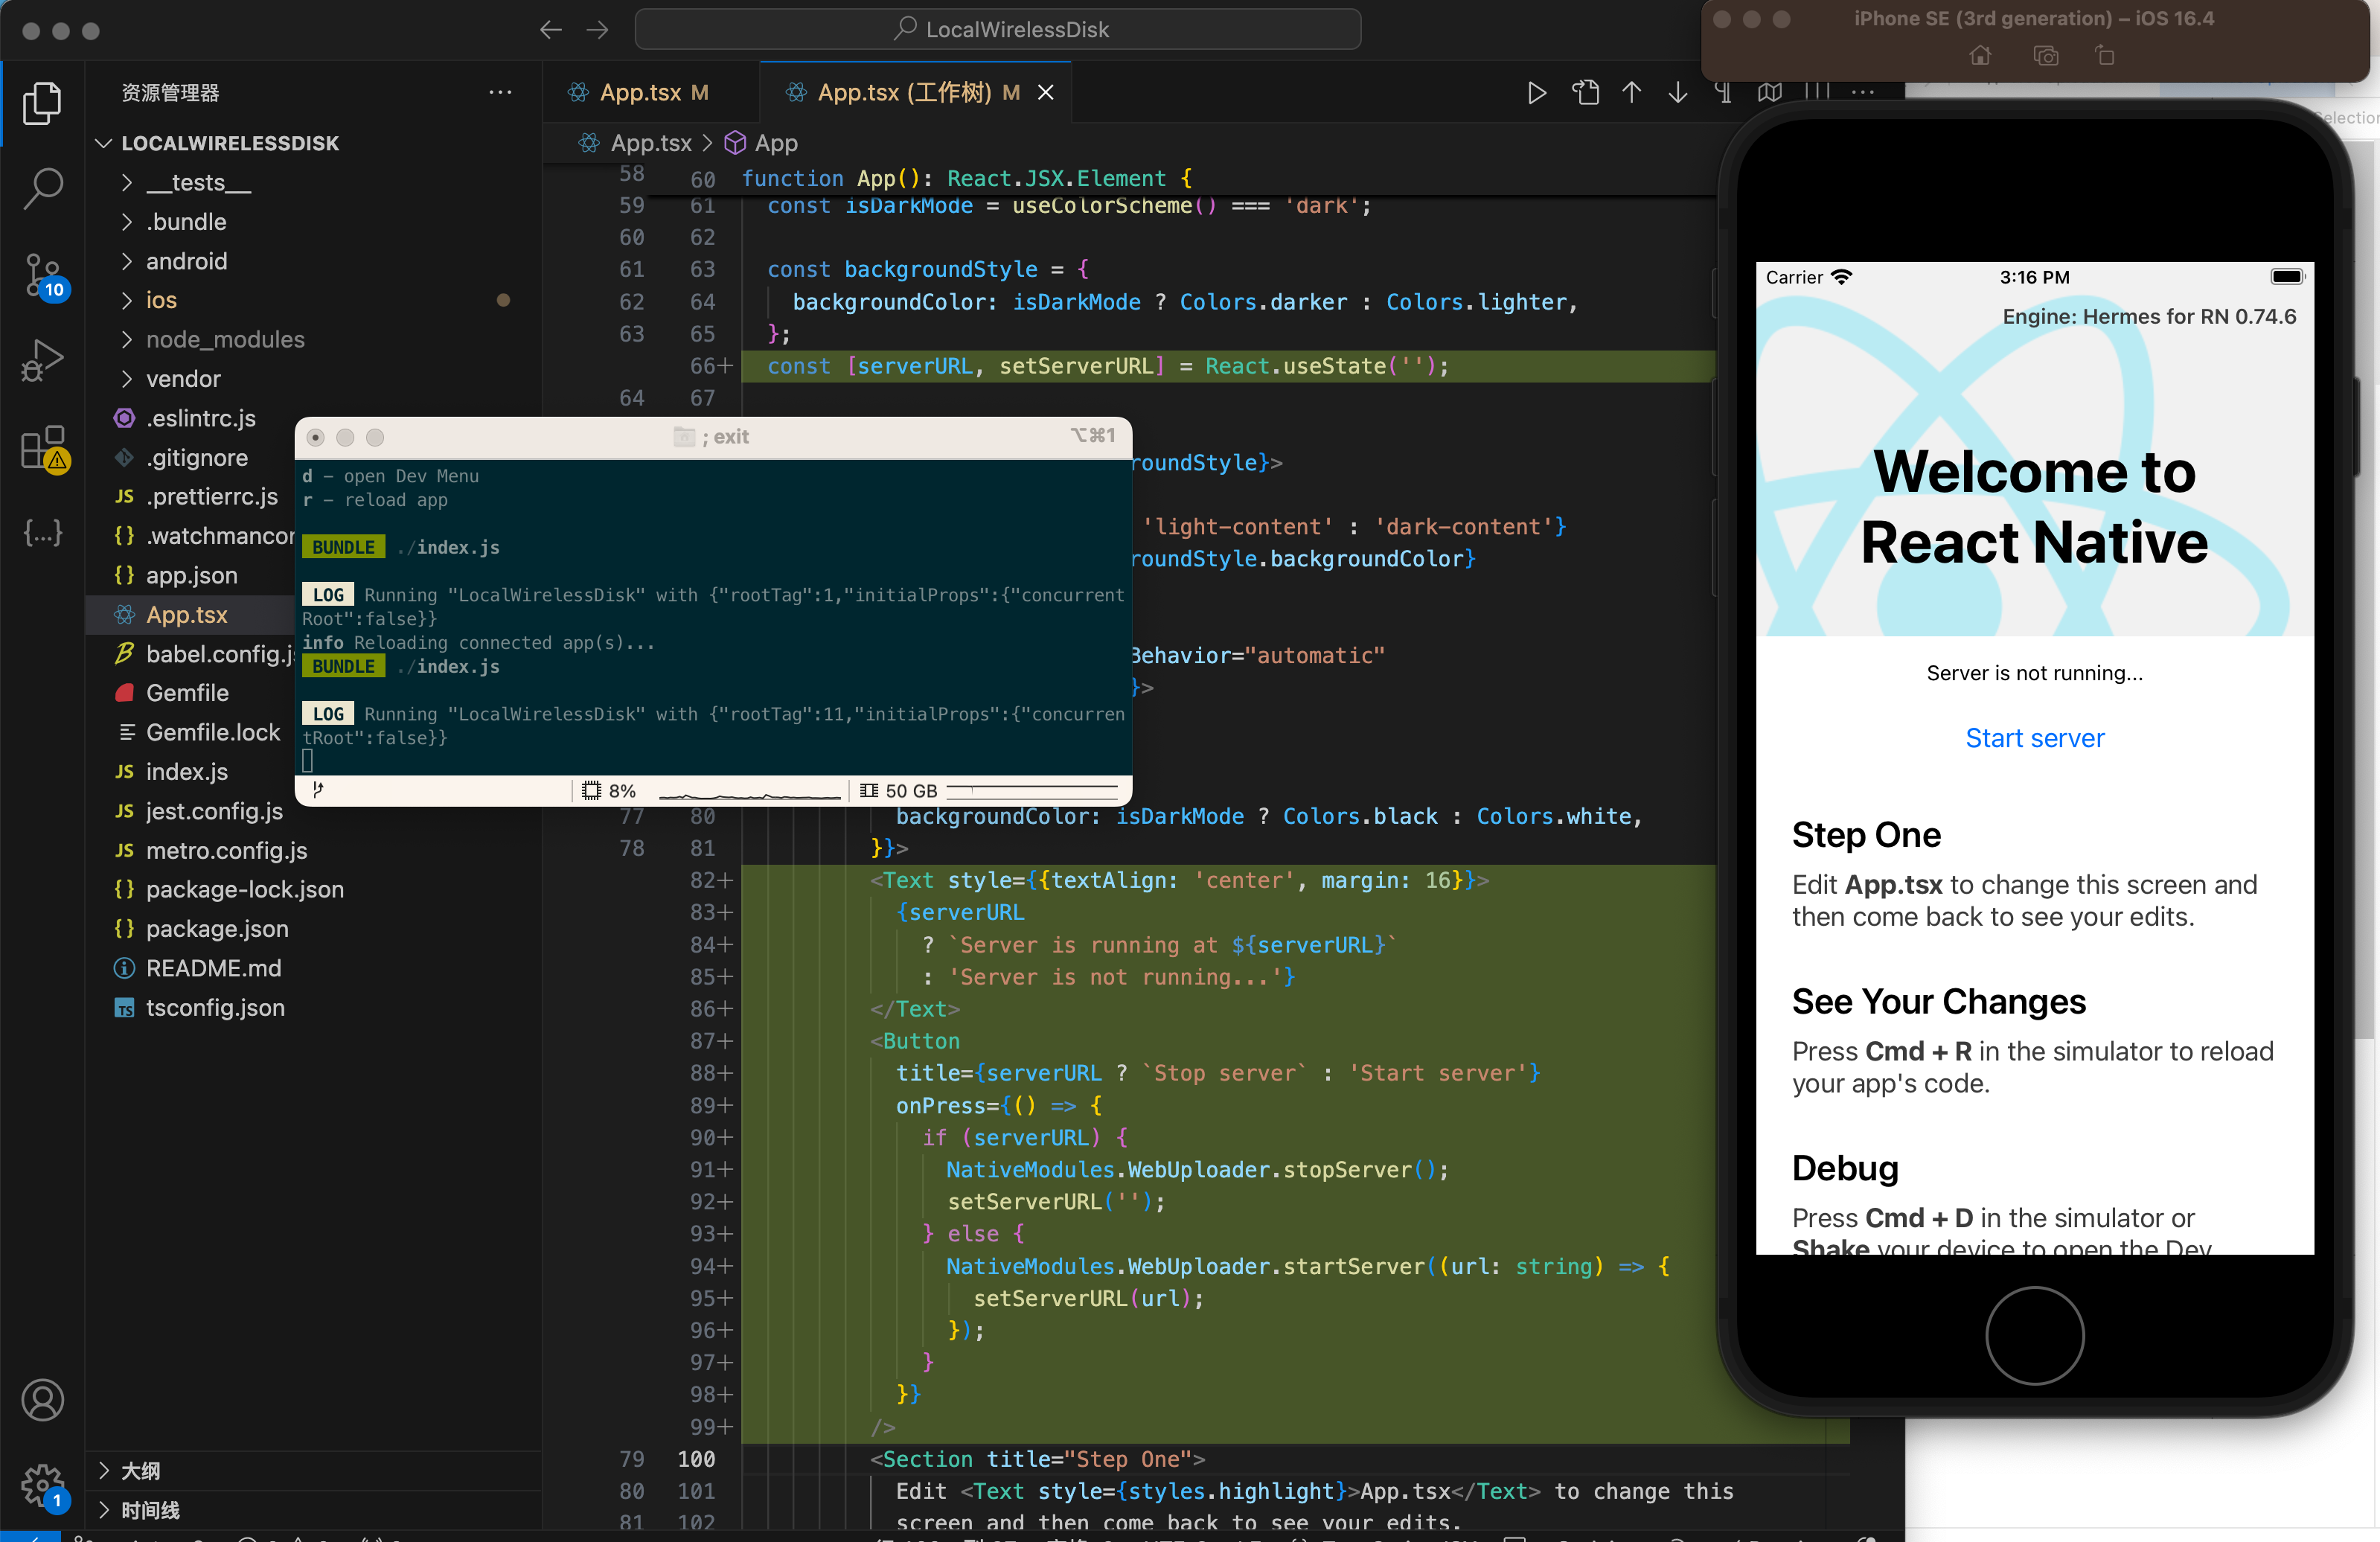 LocalWirelessDisk
资源管理器
LOCALWIRELESSDISK
__tests__
.bundle
android
ios
node_modules
vendor
.eslintrc.js
.gitignore
JS .prettierrc.js
{} .watchmancon
{} app.json
App.tsx
babel.config.js
Gemfile
Gemfile.lock
JS index.js
JS jest.config.js
JS metro.config.js
{} package-lock.json
{} package.json
README.md
TS tsconfig.json
大纲
时间线
10
1
App.tsx M
App.tsx (工作树) M
App.tsx > App
58 60 function App(): React.JSX.Element {
59 61 const isDarkMode = useColorScheme() === 'dark';
60 62
61 63 const backgroundStyle = {
62 64 backgroundColor: isDarkMode ? Colors.darker : Colors.lighter,
63 65 };
66+ const [serverURL, setServerURL] = React.useState('');
64 67
roundStyle}>
'light-content' : 'dark-content'}
roundStyle.backgroundColor}
Behavior="automatic"
}>
77 80 backgroundColor: isDarkMode ? Colors.black : Colors.white,
78 81 }}>
82+ <Text style={{textAlign: 'center', margin: 16}}>
83+ {serverURL
84+ ? `Server is running at ${serverURL}`
85+ : 'Server is not running...'}
86+ </Text>
87+ <Button
88+ title={serverURL ? `Stop server` : 'Start server'}
89+ onPress={() => {
90+ if (serverURL) {
91+ NativeModules.WebUploader.stopServer();
92+ setServerURL('');
93+ } else {
94+ NativeModules.WebUploader.startServer((url: string) => {
95+ setServerURL(url);
96+ });
97+ }
98+ }}
99+ />
79 100 <Section title="Step One">
80 101 Edit <Text style={styles.highlight}>App.tsx</Text> to change this
81 102 screen and then come back to see your edits.
; exit
⌥⌘1
d - open Dev Menu
r - reload app
BUNDLE ./index.js
LOG Running "LocalWirelessDisk" with {"rootTag":1,"initialProps":{"concurrent
Root":false}}
info Reloading connected app(s)...
BUNDLE ./index.js
LOG Running "LocalWirelessDisk" with {"rootTag":11,"initialProps":{"concurren
tRoot":false}}
8%
50 GB
iPhone SE (3rd generation) – iOS 16.4
Carrier
3:16 PM
Engine: Hermes for RN 0.74.6
Welcome to
React Native
Server is not running...
Start server
Step One
Edit App.tsx to change this screen and
then come back to see your edits.
See Your Changes
Press Cmd + R in the simulator to reload
your app's code.
Debug
Press Cmd + D in the simulator or
Shake your device to open the Dev